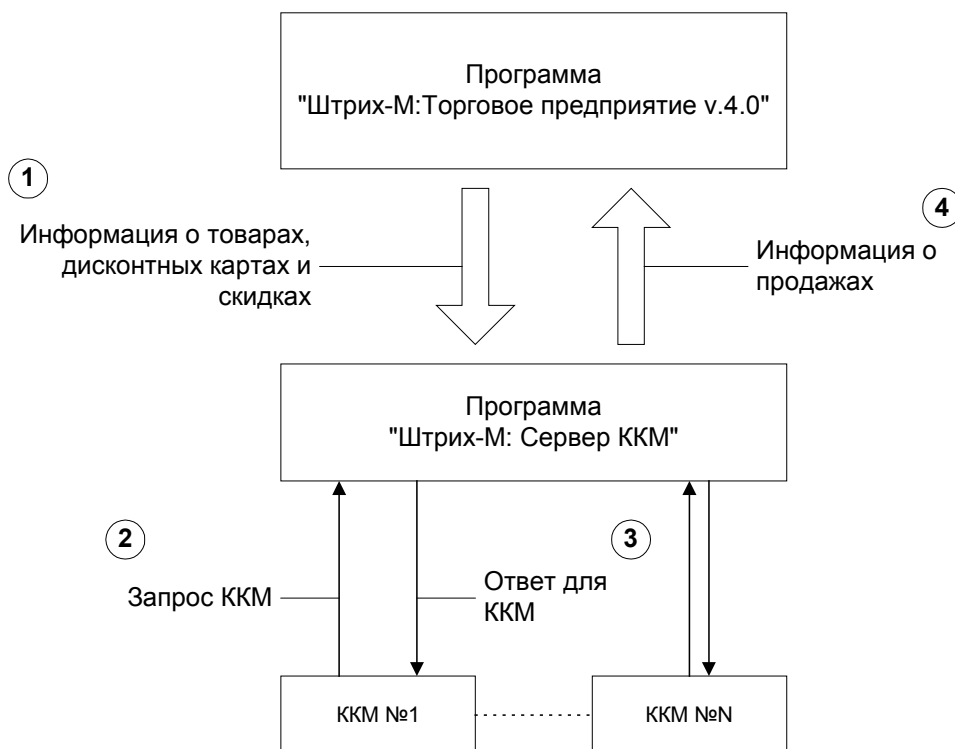 Программа
"Штрих-М:Торговое предприятие v.4.0"
1
Информация о товарах,
дисконтных картах и
скидках
4
Информация о
продажах
Программа
"Штрих-М: Сервер ККМ"
2
3
Запрос ККМ
Ответ для
ККМ
ККМ №1
ККМ №N